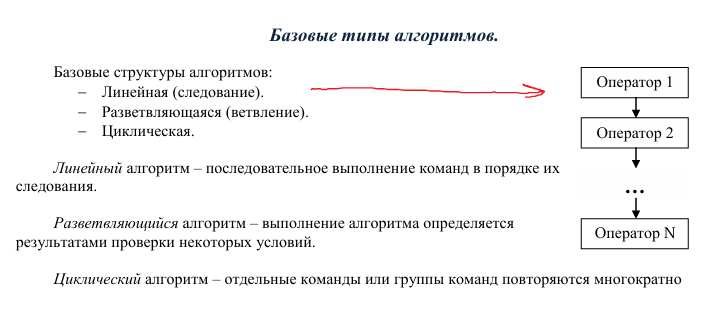 Базовые типы алгоритмов.
Базовые структуры алгоритмов:
– Линейная (следование).
– Разветвляющаяся (ветвление).
– Циклическая.
Линейный алгоритм – последовательное выполнение команд в порядке их
следования.
Разветвляющийся алгоритм – выполнение алгоритма определяется
результатами проверки некоторых условий.
Циклический алгоритм – отдельные команды или группы команд повторяются многократно
Оператор 1
Оператор 2
...
Оператор N